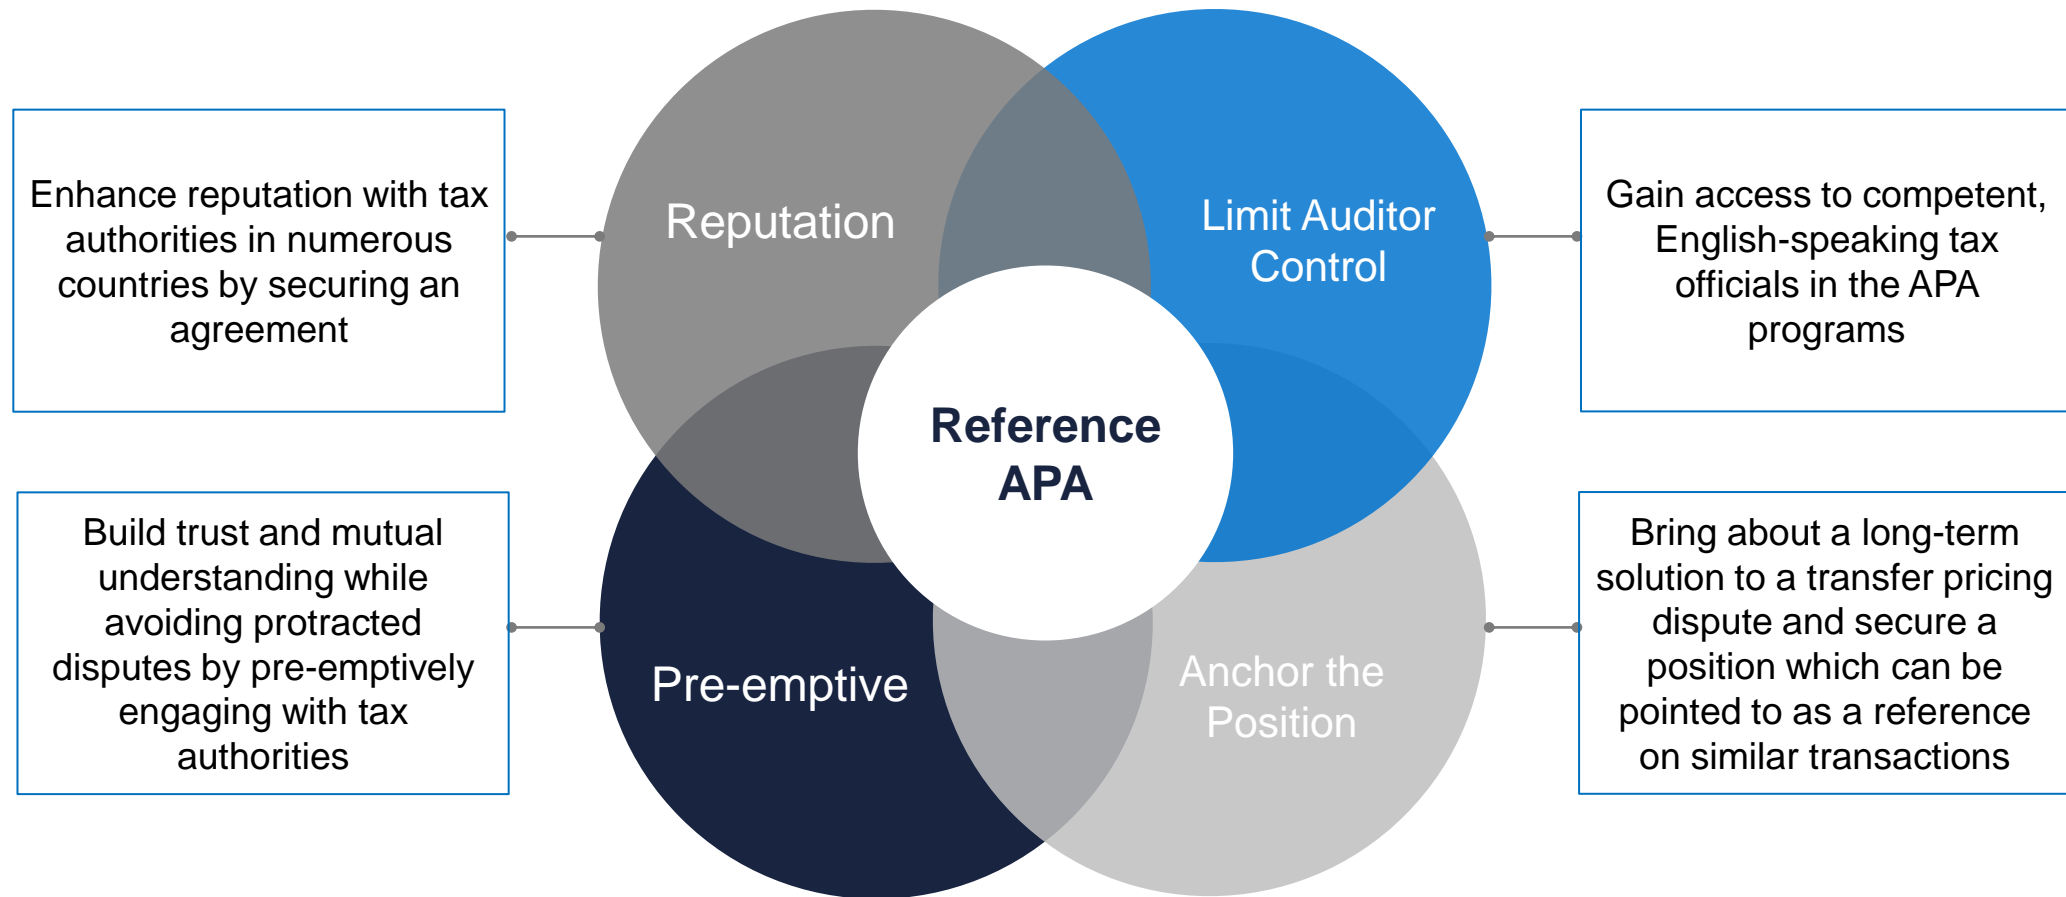 Enhance reputation with tax
authorities in numerous
countries by securing an
agreement
Reputation
Limit Auditor
Control
Gain access to competent,
English-speaking tax
officials in the APA
programs
Reference
APA
Build trust and mutual
understanding while
avoiding protracted
disputes by pre-emptively
engaging with tax
authorities
Pre-emptive
Anchor the
Position
Bring about a long-term
solution to a transfer pricing
dispute and secure a
position which can be
pointed to as a reference
on similar transactions